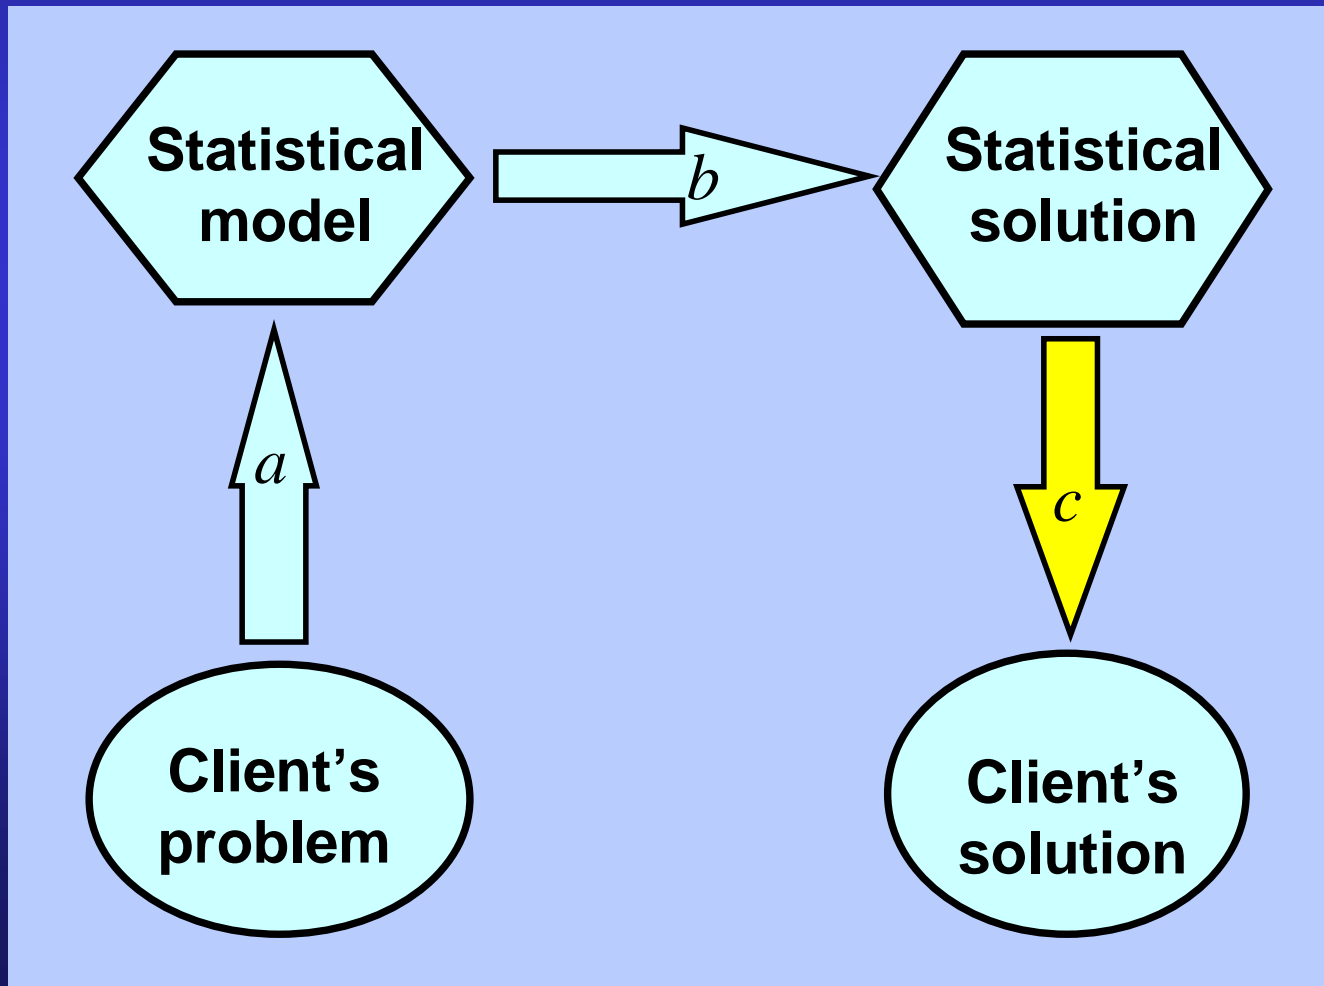 Statistical
model
b
Statistical
solution
a
c
Client’s
problem
Client’s
solution